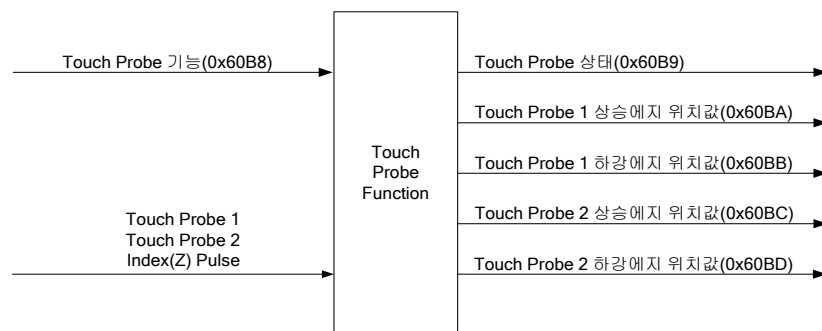 Touch Probe 기능(0x60B8)
Touch Probe 1
Touch Probe 2
Index(Z) Pulse
Touch
Probe
Function
Touch Probe 상태(0x60B9)
Touch Probe 1 상승에지 위치값(0x60BA)
Touch Probe 1 하강에지 위치값(0x60BB)
Touch Probe 2 상승에지 위치값(0x60BC)
Touch Probe 2 하강에지 위치값(0x60BD)